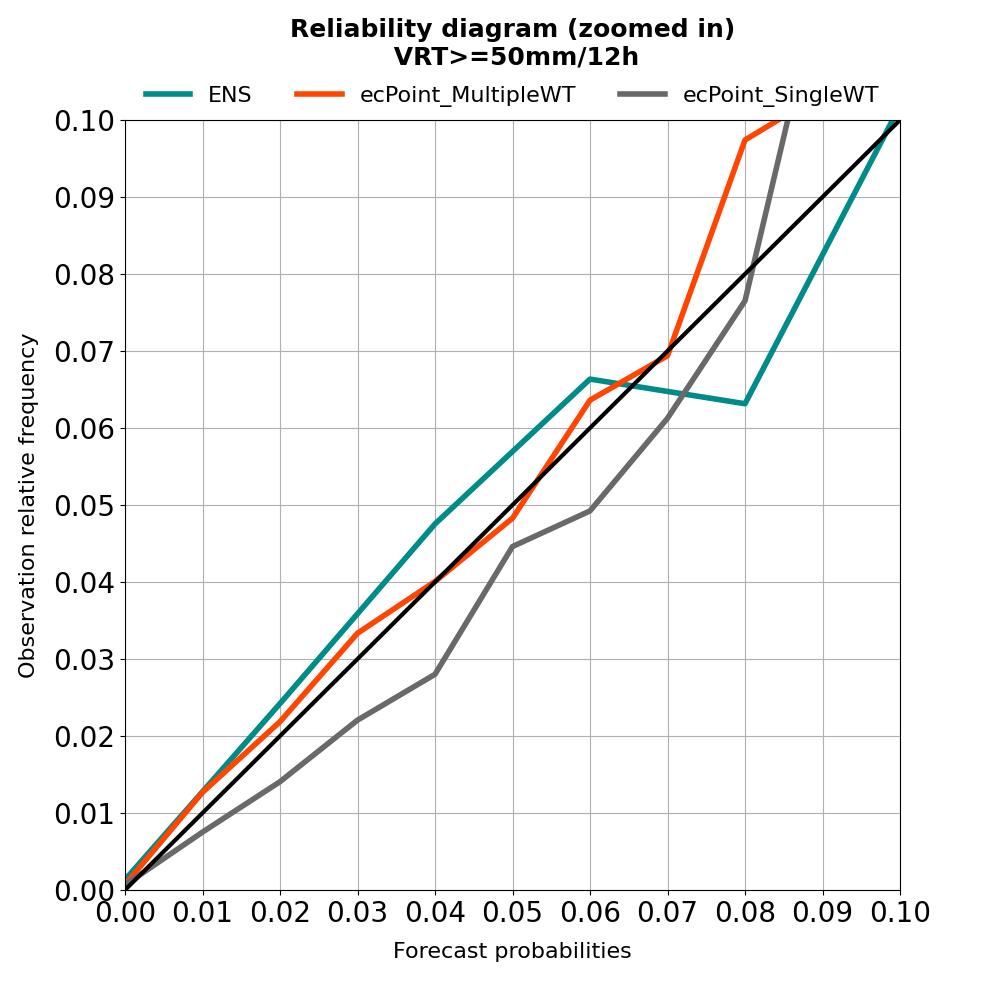 Reliability diagram (zoomed in)
VRT>=50mm/12h
ENS ecPoint_MultipleWT ecPoint_SingleWT
0.10
0.09
0.08
0.07
0.06
0.05
0.04
0.03
0.02
0.01
0.00
Observation relative frequency
0.00 0.01 0.02 0.03 0.04 0.05 0.06 0.07 0.08 0.09 0.10
Forecast probabilities